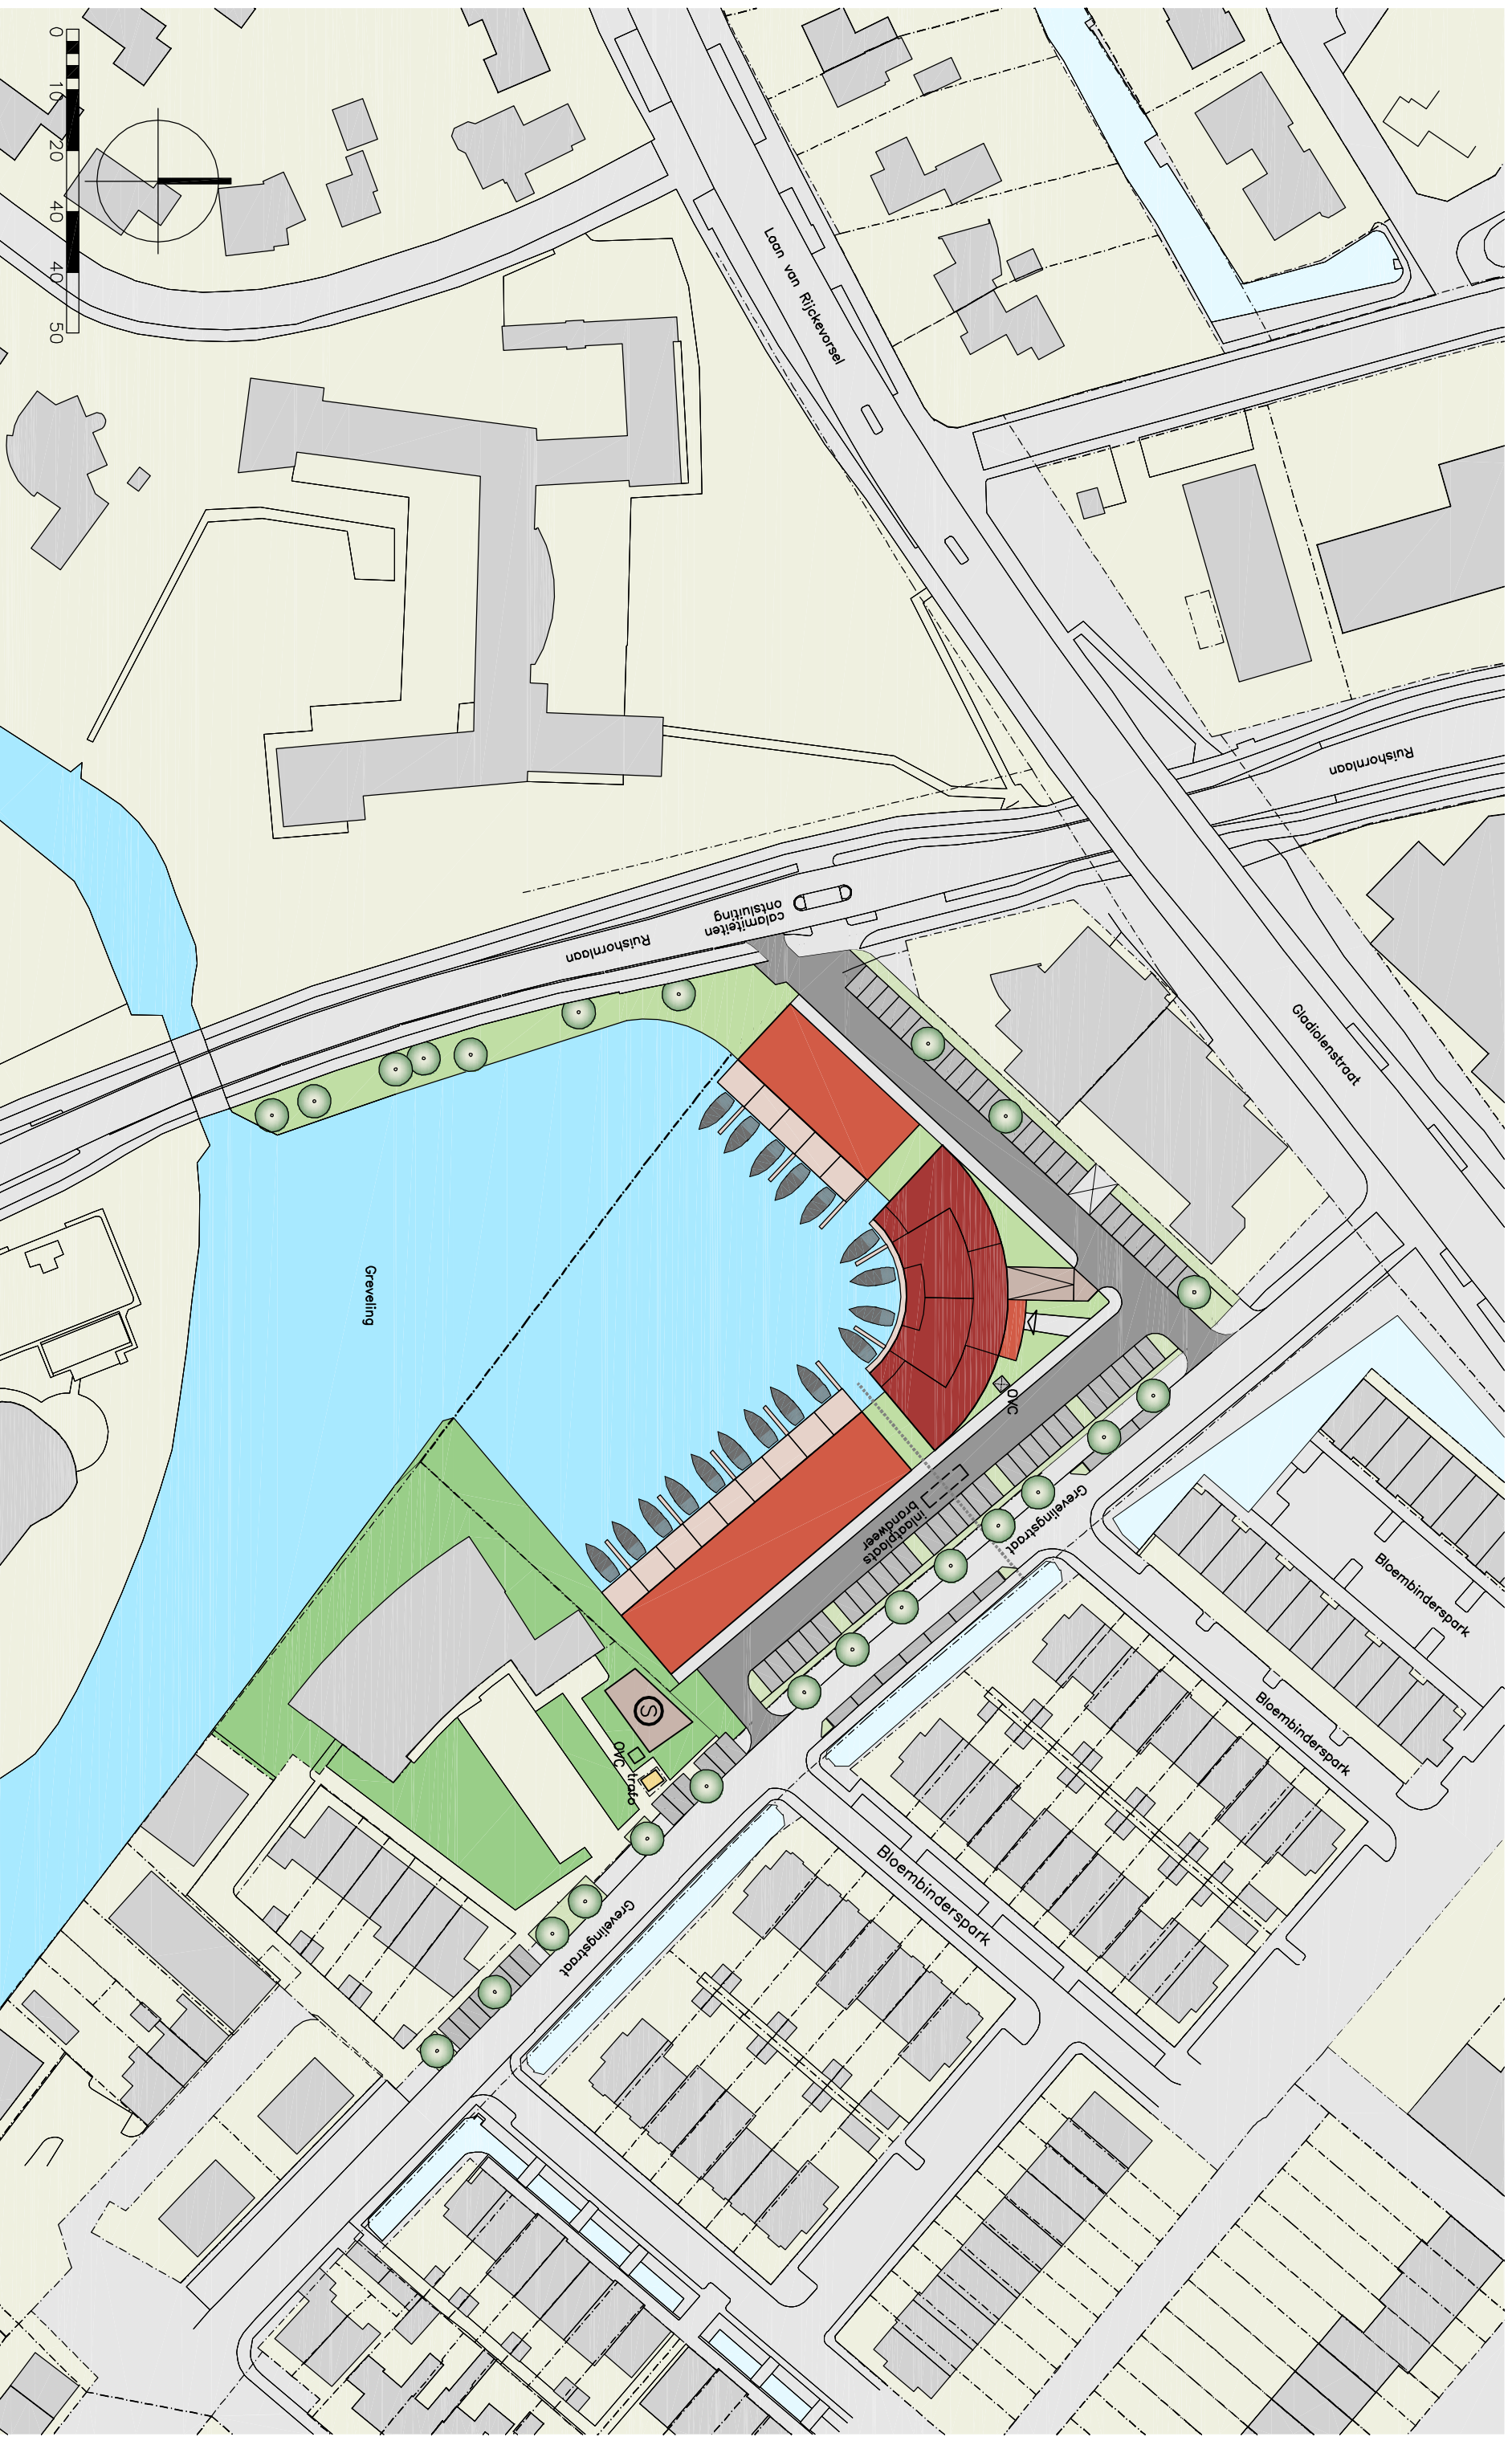 0
10
20
40
40
50
Laan van Rijckevorsel
Ruishornlaan
calamiteiten
ontsluiting
Ruishornlaan
Gladiolenstraat
Greveling
OVC
inlaatplaats
brandweer
Grevelingstraat
Bloembinderspark
Bloembinderspark
S
OVC
trafo
Bloembinderspark
Grevelingstraat